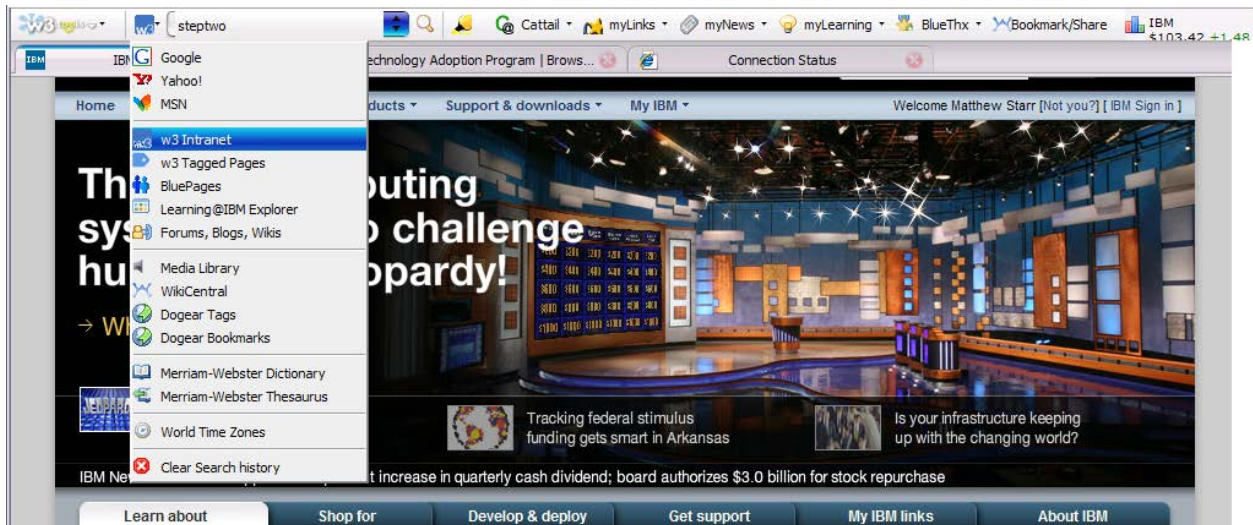 steptwo
Cattail
myLinks
myNews
myLearning
BlueThx
Bookmark/Share
IBM
$103.42 +1.48
IBM
IB
echnology Adoption Program | Brows...
Connection Status
Google
Yahoo!
MSN
w3 Intranet
w3 Tagged Pages
BluePages
Learning@IBM Explorer
Forums, Blogs, Wikis
Media Library
WikiCentral
Dogear Tags
Dogear Bookmarks
Merriam-Webster Dictionary
Merriam-Webster Thesaurus
World Time Zones
Clear Search history
Home
ducts
Support & downloads
My IBM
Welcome Matthew Starr [Not you?] [ IBM Sign in ]
Th puting
sys o challenge
hu opardy!
→ W
Tracking federal stimulus
funding gets smart in Arkansas
Is your infrastructure keeping
up with the changing world?
IBM Ne t increase in quarterly cash dividend; board authorizes $3.0 billion for stock repurchase
Learn about
Shop for
Develop & deploy
Get support
My IBM links
About IBM